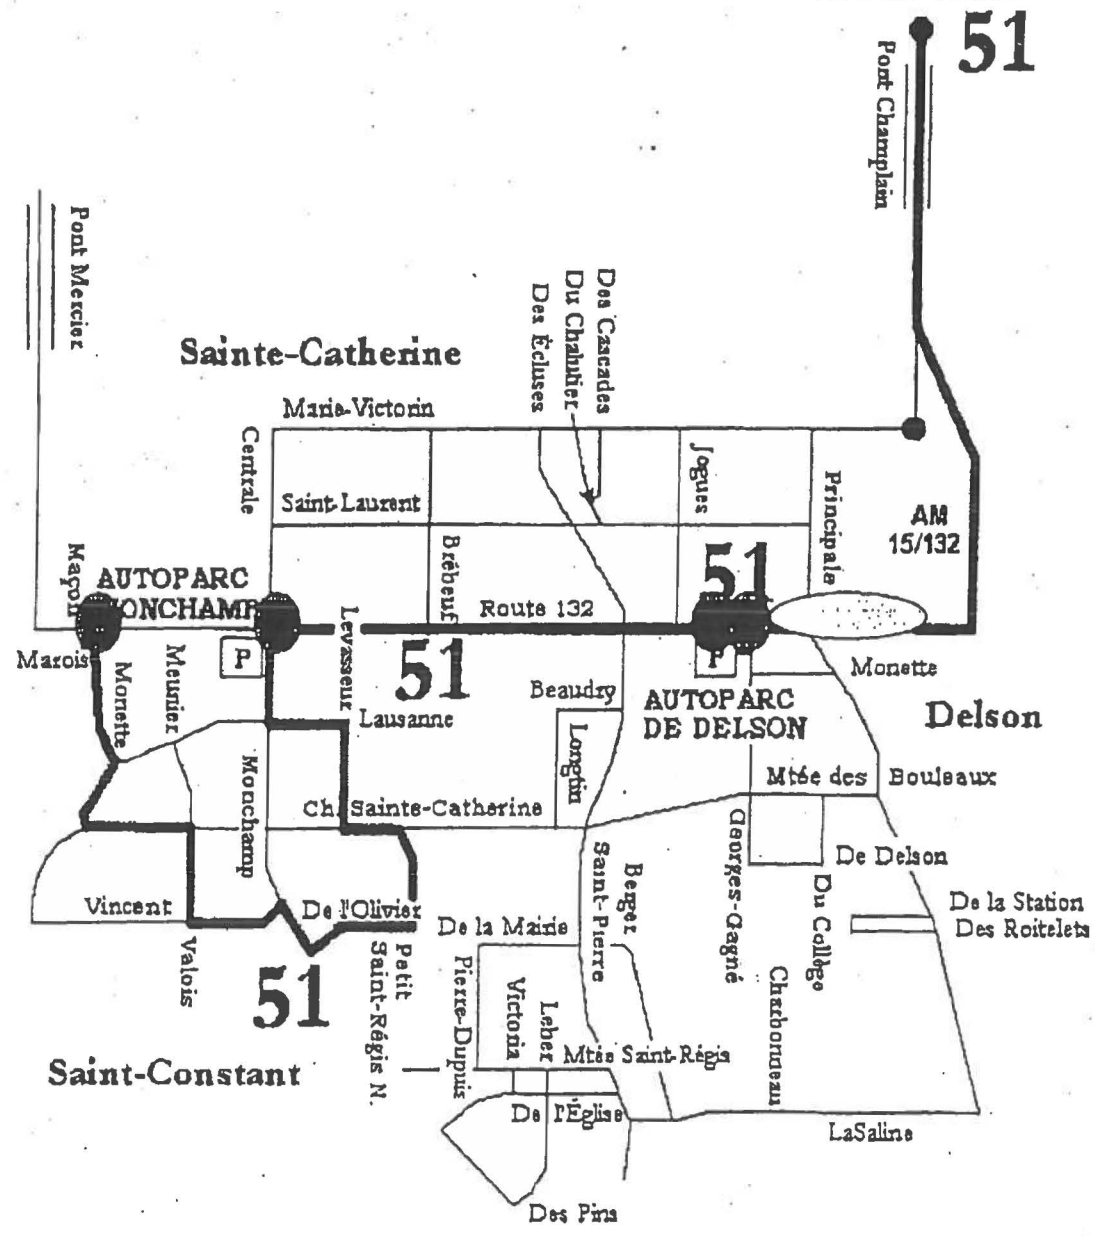 51
Pont Champlain
Pont Mercier
Des Cascades
Du Chahtier
Des Écluses
Sainte-Catherine
Marie-Victorin
Centrale
Jogues
Principale
Saint-Laurent
AM
15/132
Maçon
AUTOPARC
MONCHAMP
Brébeuf
51
Levasseur
Route 132
Marois
P
51
P
Monette
Monette
Meunier
Beaudry
AUTOPARC
DE DELSON
Delson
Lausanne
Longtin
Monchamp
Mtée des Bouleaux
Ch. Sainte-Catherine
Georges-Gagné
De Delson
Saint-Pierre
Berger
Du Collège
Vincent
De l'Olivier
De la Station
Des Roitelets
De la Mairie
Valois
Petit
Saint-Régis N.
51
Pierre-Dupuis
Victoria
Leber
Charbonneau
Mtée Saint-Régis
Saint-Constant
De l'Église
LaSaline
Des Pins